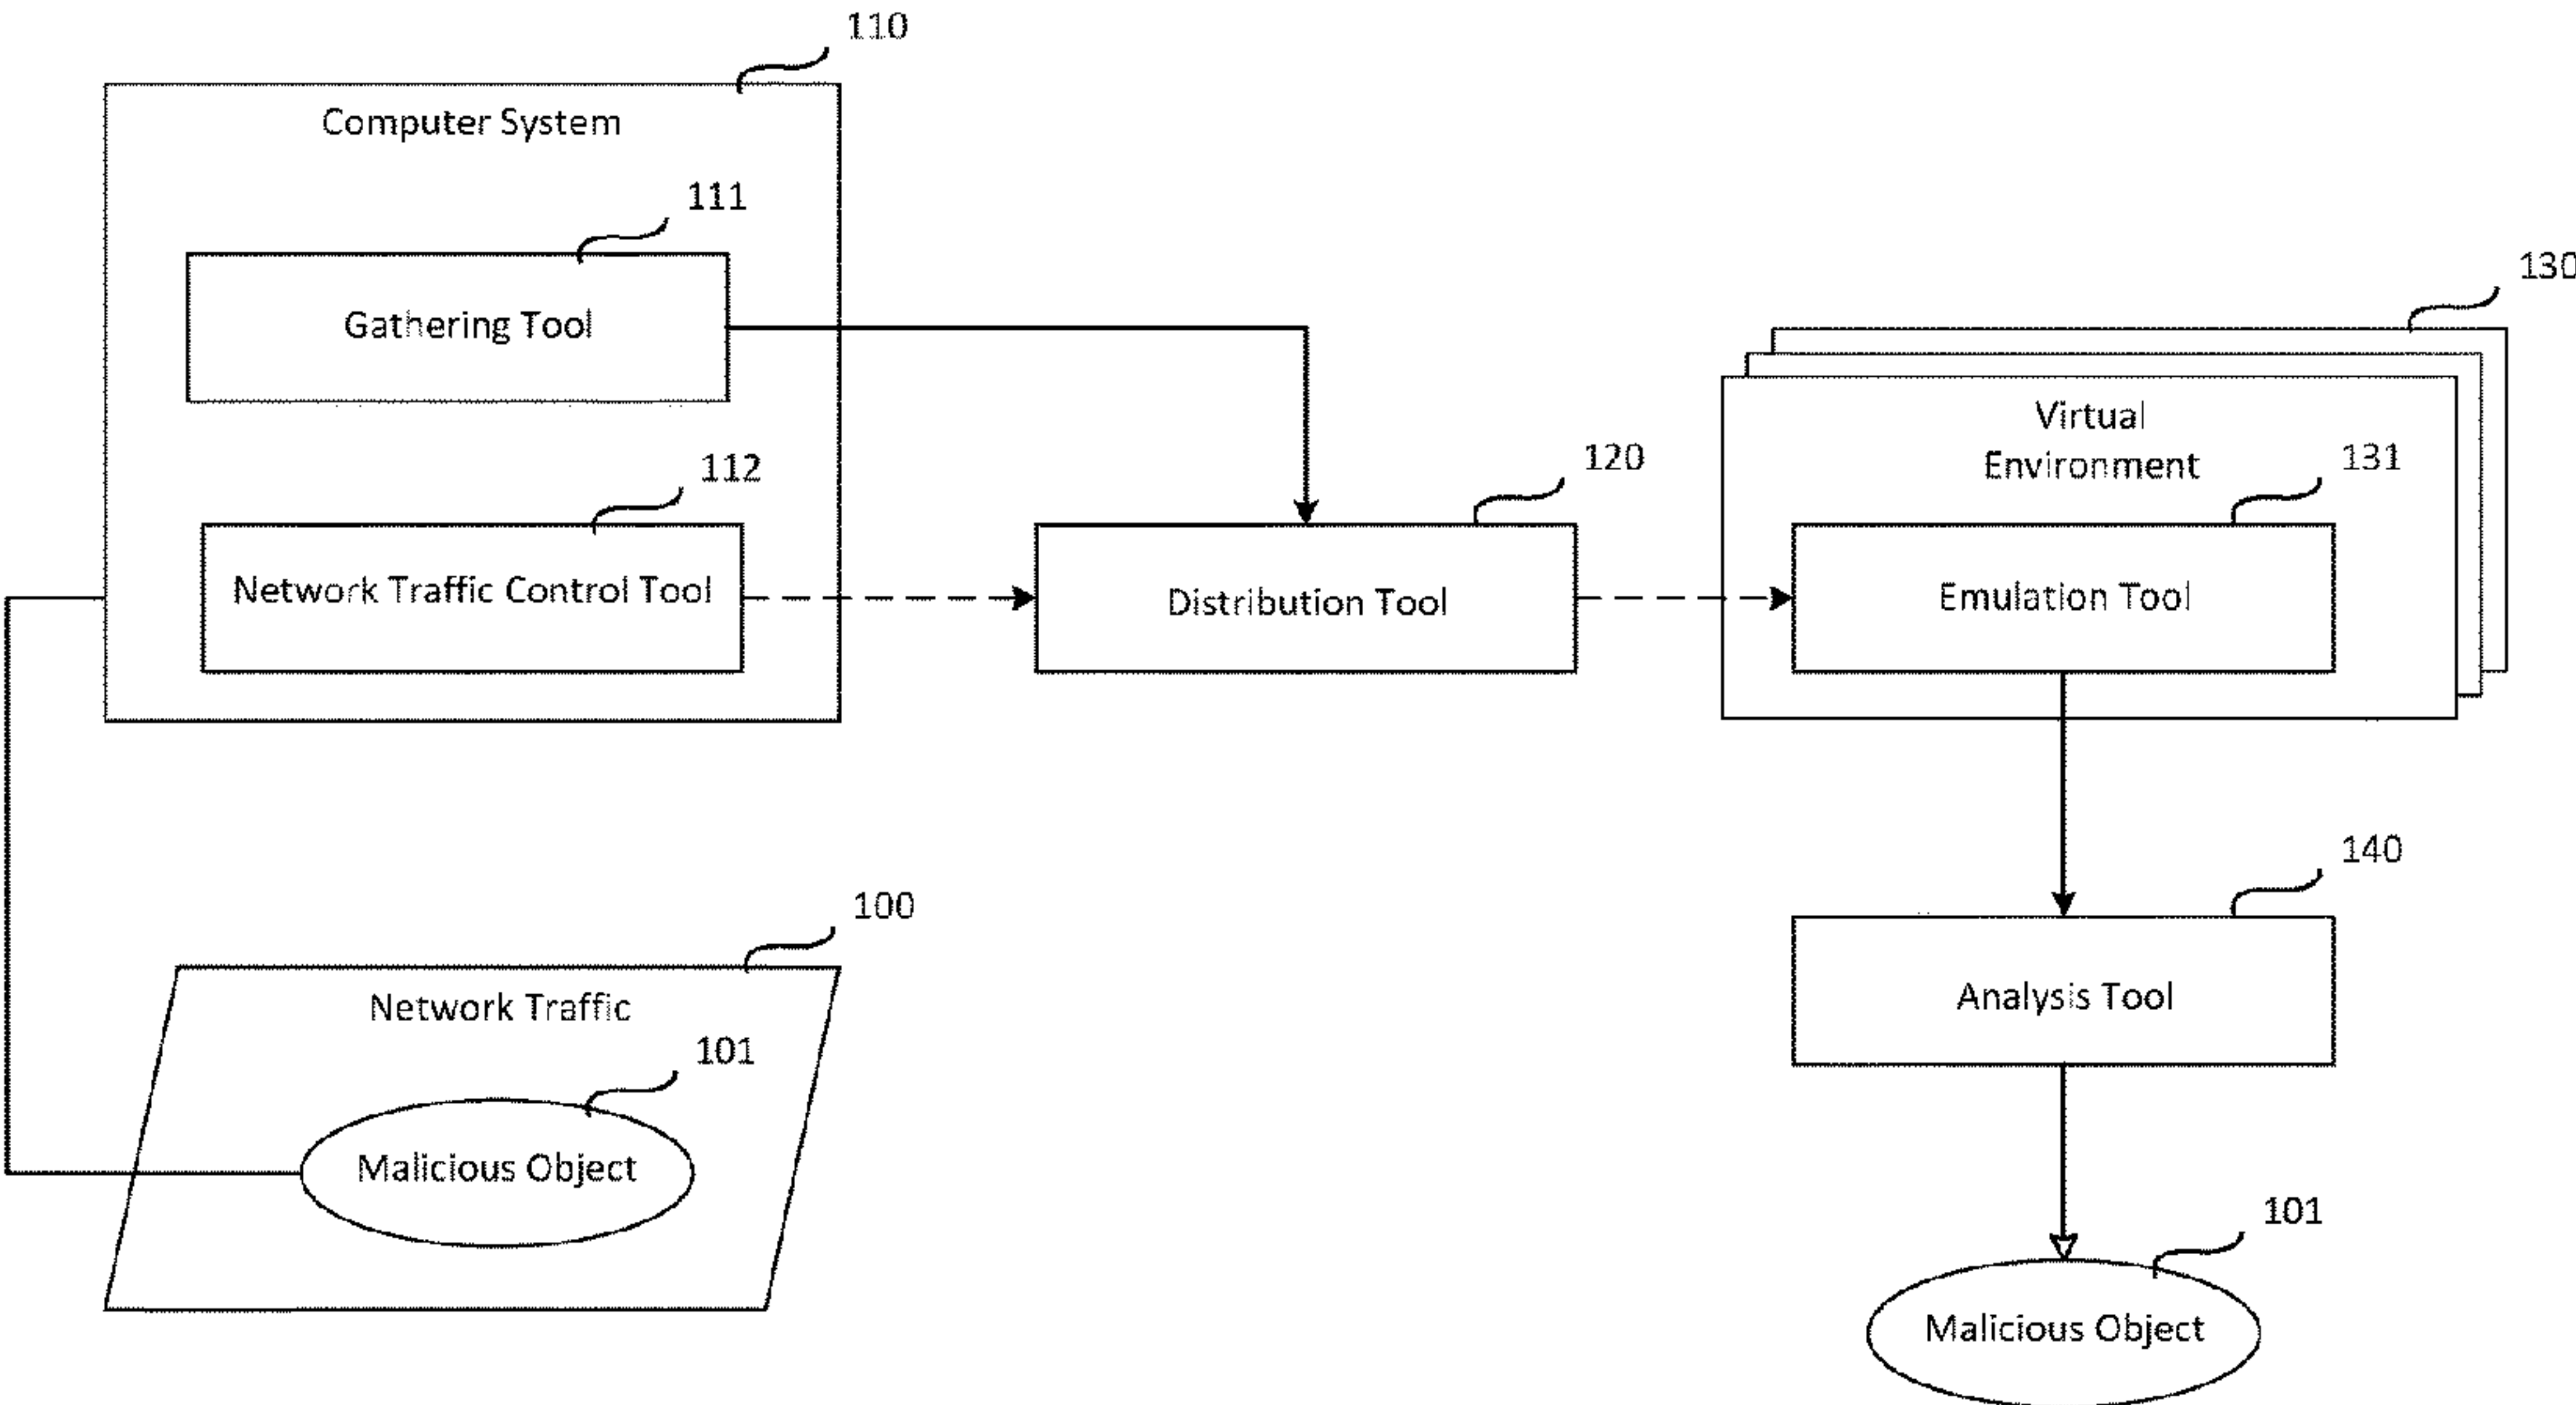 110
Computer System
111
Gathering Tool
112
Network Traffic Control Tool
120
Distribution Tool
130
Virtual
Environment
131
Emulation Tool
140
Analysis Tool
100
Network Traffic
101
Malicious Object
101
Malicious Object